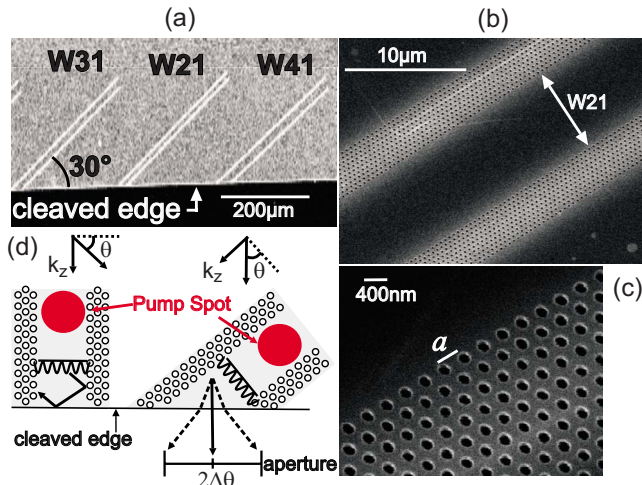 (a)
W31 W21 W41
30°
cleaved edge
200µm
(b)
10µm
W21
(c)
400nm
a
(d)
θ
k_z
k_z
θ
Pump Spot
cleaved edge
aperture
2Δθ